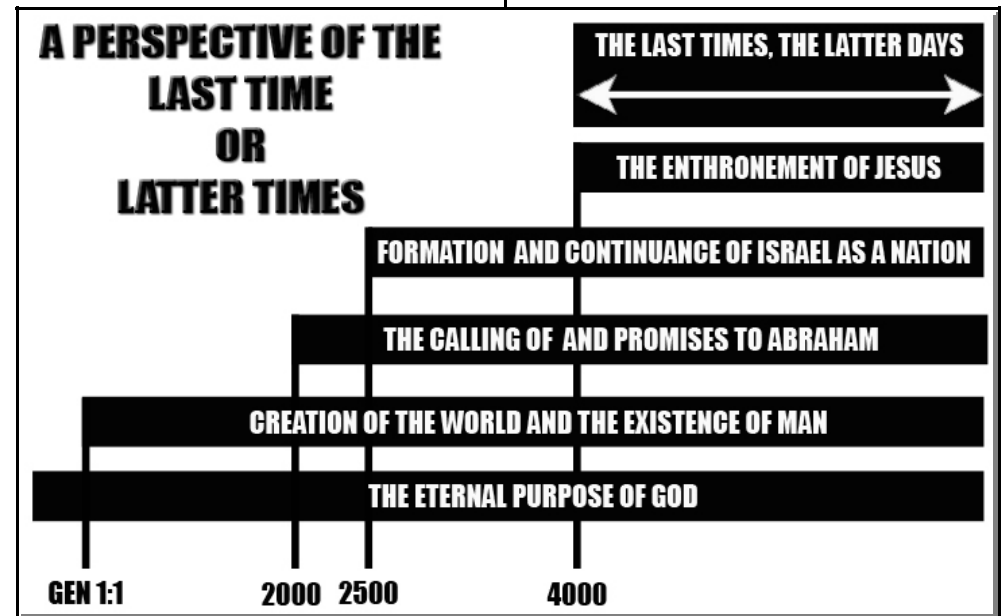 A PERSPECTIVE OF THE
LAST TIME
OR
LATTER TIMES
THE LAST TIMES, THE LATTER DAYS
THE ENTHRONEMENT OF JESUS
FORMATION AND CONTINUANCE OF ISRAEL AS A NATION
THE CALLING OF AND PROMISES TO ABRAHAM
CREATION OF THE WORLD AND THE EXISTENCE OF MAN
THE ETERNAL PURPOSE OF GOD
GEN 1:1 2000 2500 4000